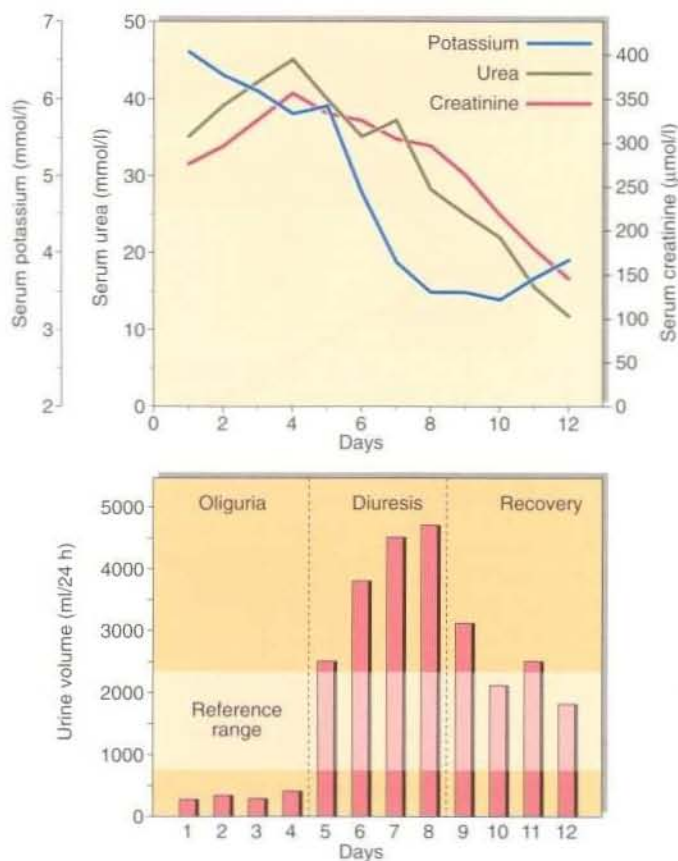 Potassium
Urea
Creatinine
Serum potassium (mmol/l)
7
6
5
4
3
2
Serum urea (mmol/l)
50
40
30
20
10
0
Serum creatinine (µmol/l)
400
350
300
250
200
150
100
50
0
0 2 4 6 8 10 12
Days
Oliguria Diuresis Recovery
Urine volume (ml/24 h)
5000
4000
3000
2000
1000
0
Reference
range
1 2 3 4 5 6 7 8 9 10 11 12
Days